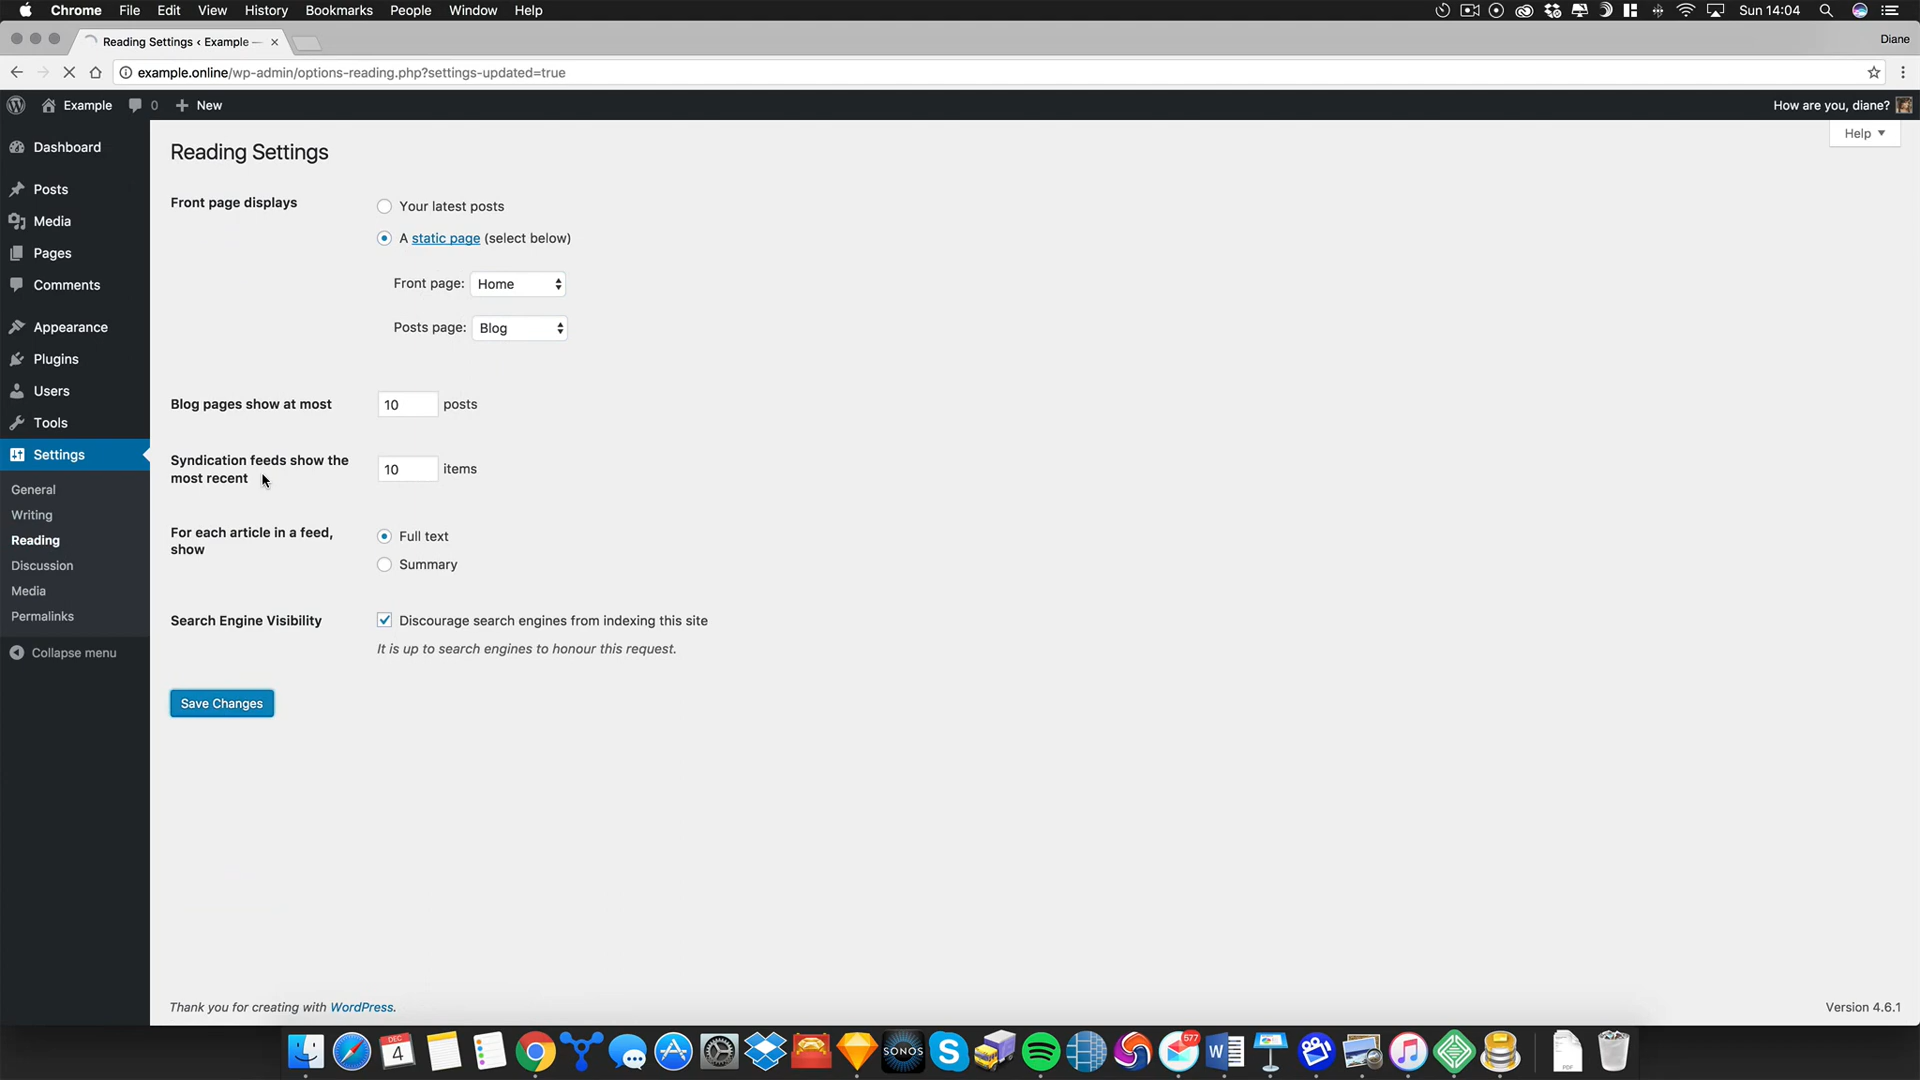 Chrome File Edit View History Bookmarks People Window Help Sun 14:04
Reading Settings ‹ Example — Diane
example.online/wp-admin/options-reading.php?settings-updated=true
Example 0 New How are you, diane?
Help
Dashboard
Posts
Media
Pages
Comments
Appearance
Plugins
Users
Tools
Settings
General
Writing
Reading
Discussion
Media
Permalinks
Collapse menu
Reading Settings
Front page displays
Your latest posts
A static page (select below)
Front page: Home
Posts page: Blog
Blog pages show at most 10 posts
Syndication feeds show the
most recent
10 items
For each article in a feed,
show
Full text
Summary
Search Engine Visibility
Discourage search engines from indexing this site
It is up to search engines to honour this request.
Save Changes
Thank you for creating with WordPress. Version 4.6.1
DEC
4
SONOS
577
W
PDF